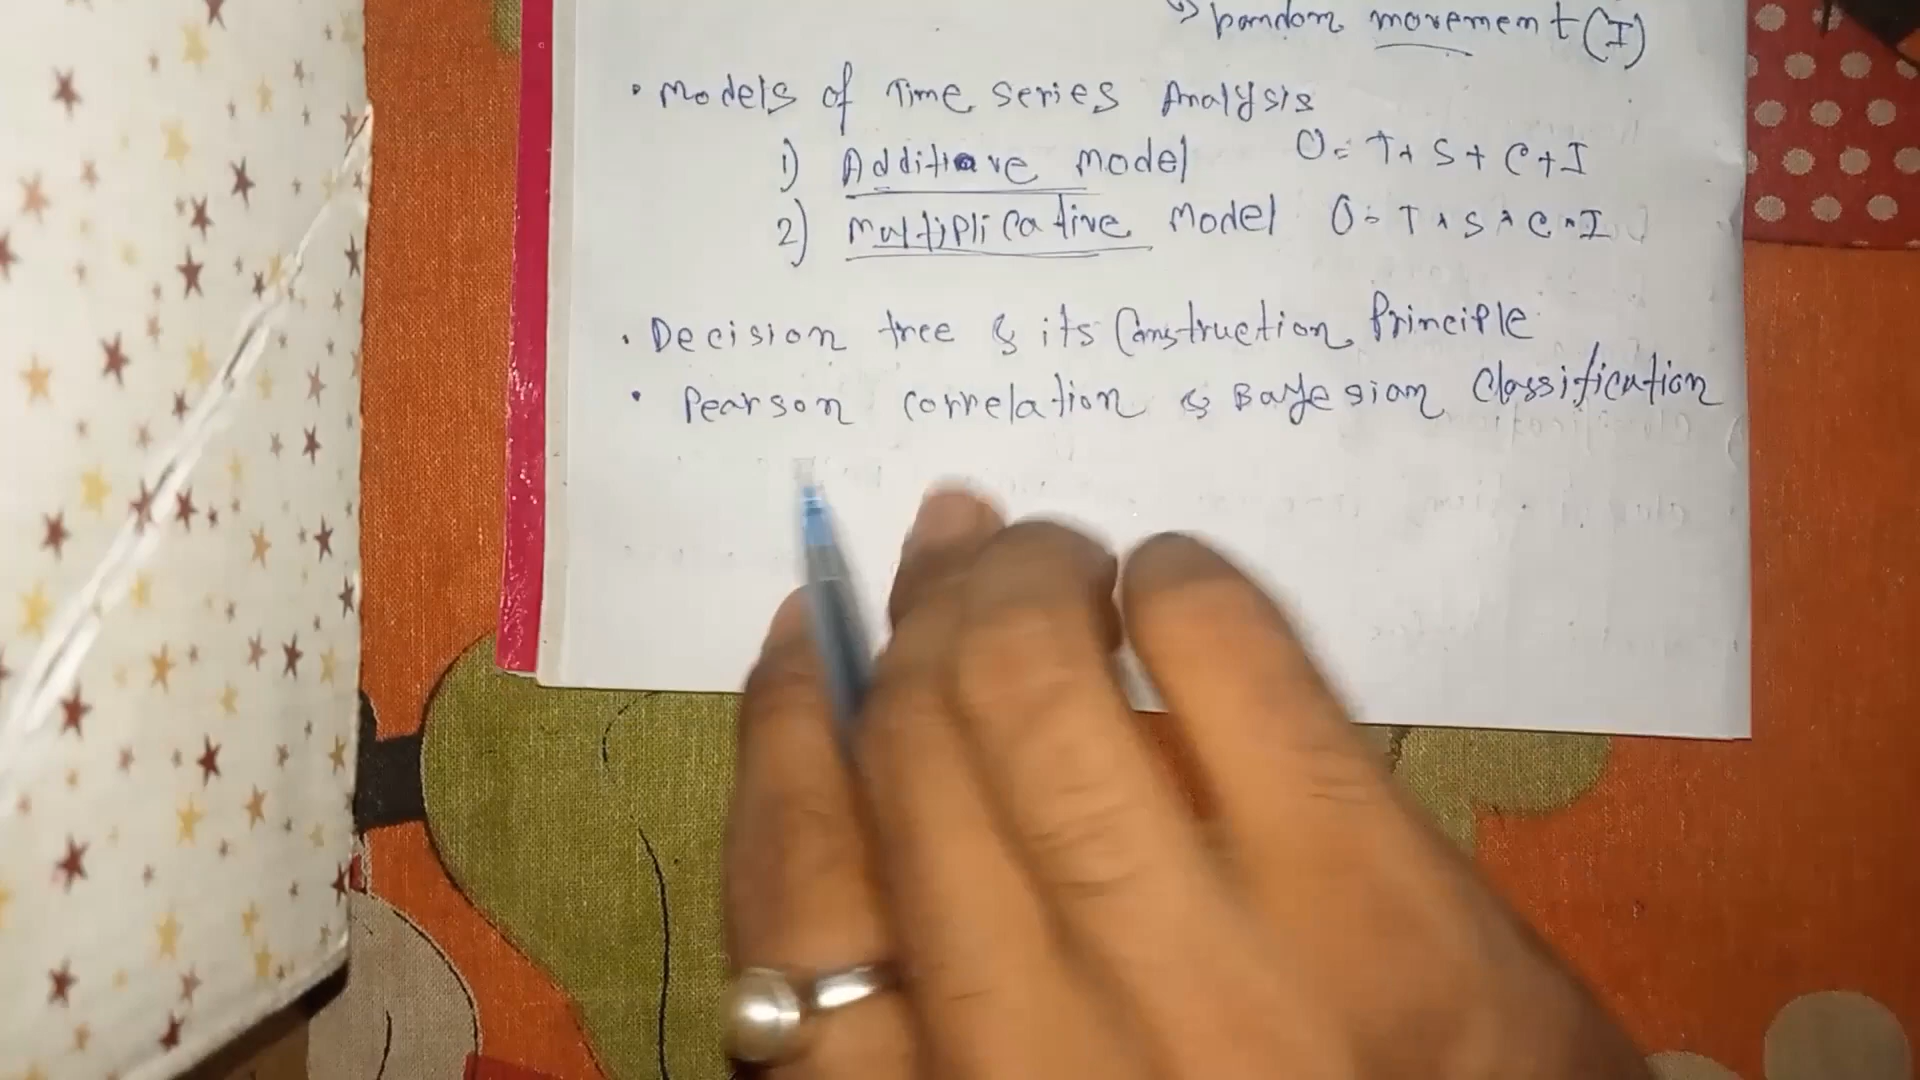 → Random movement (I)
• Models of Time series Analysis
1) Additive model O = T + S + C + I
2) Multiplicative Model O = T * S * C * I
• Decision tree & its Construction Principle
• Pearson correlation & Bayesian Classification